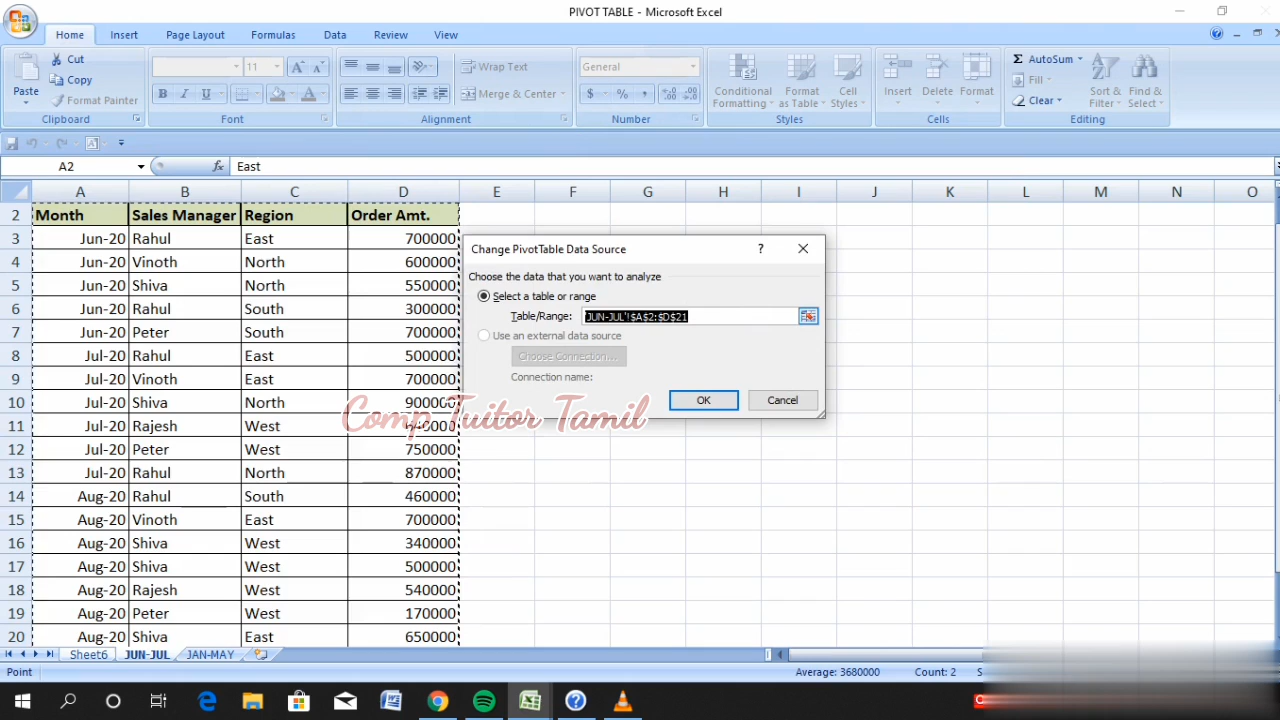 PIVOT TABLE - Microsoft Excel
Home Insert Page Layout Formulas Data Review View
Cut
Copy
Format Painter
Paste
Clipboard
11
B I U
Font
Wrap Text
Merge & Center
Alignment
General
$ % ,
Number
Conditional Formatting
Format as Table
Cell Styles
Styles
Insert Delete Format
Cells
Σ AutoSum
Fill
Clear
Sort & Filter
Find & Select
Editing
A2 fx East
A B C D E F G H I J K L M N O
2 Month Sales Manager Region Order Amt.
3 Jun-20 Rahul East 700000
4 Jun-20 Vinoth North 600000
5 Jun-20 Shiva North 550000
6 Jun-20 Rahul South 300000
7 Jun-20 Peter South 700000
8 Jul-20 Rahul East 500000
9 Jul-20 Vinoth East 700000
10 Jul-20 Shiva North 900000
11 Jul-20 Rajesh West
12 Jul-20 Peter West 750000
13 Jul-20 Rahul North 870000
14 Aug-20 Rahul South 460000
15 Aug-20 Vinoth East 700000
16 Aug-20 Shiva West 340000
17 Aug-20 Shiva West 500000
18 Aug-20 Rajesh West 540000
19 Aug-20 Peter West 170000
20 Aug-20 Shiva East 650000
Change PivotTable Data Source ?
Choose the data that you want to analyze
Select a table or range
Table/Range: JUN-JUL'!$A$2:$D$21
Use an external data source
Choose Connection...
Connection name:
OK Cancel
Comp Tuitor Tamil
Sheet6 JUN-JUL JAN-MAY
Point Average: 3680000 Count: 2 S